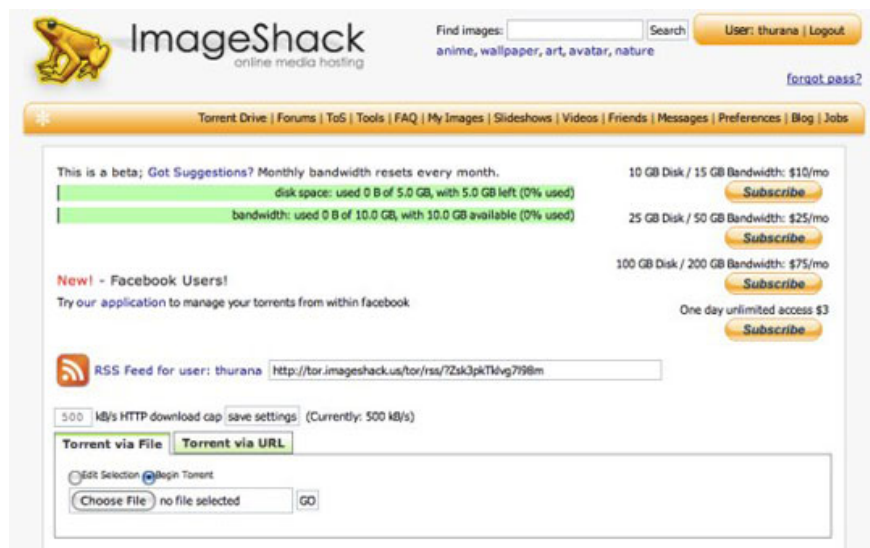 ImageShack
online media hosting
Find images: Search
anime, wallpaper, art, avatar, nature
User: thurana | Logout
forgot pass?
Torrent Drive | Forums | ToS | Tools | FAQ | My Images | Slideshows | Videos | Friends | Messages | Preferences | Blog | Jobs
This is a beta; Got Suggestions? Monthly bandwidth resets every month.
disk space: used 0 B of 5.0 GB, with 5.0 GB left (0% used)
bandwidth: used 0 B of 10.0 GB, with 10.0 GB available (0% used)
10 GB Disk / 15 GB Bandwidth: $10/mo
Subscribe
25 GB Disk / 50 GB Bandwidth: $25/mo
Subscribe
100 GB Disk / 200 GB Bandwidth: $75/mo
Subscribe
One day unlimited access $3
Subscribe
New! - Facebook Users!
Try our application to manage your torrents from within facebook
RSS Feed for user: thurana
500 kB/s HTTP download cap save settings (Currently: 500 kB/s)
Torrent via File Torrent via URL
Edit Selection Begin Torrent
Choose File no file selected GO